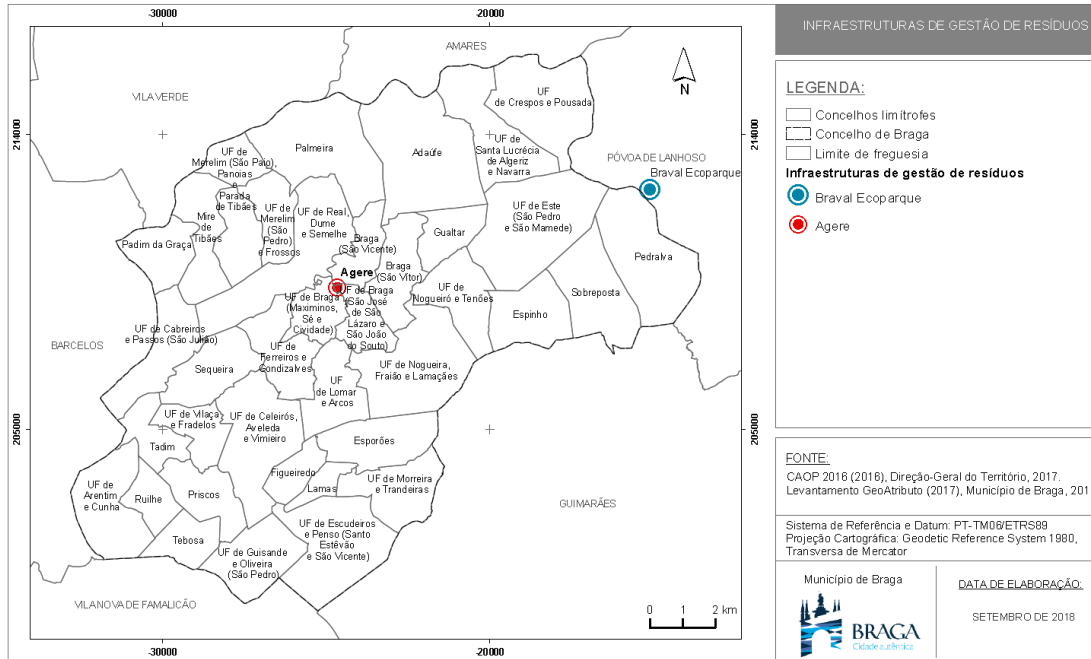 -30000
-20000
INFRAESTRUTURAS DE GESTÃO DE RESÍDUOS
AMARES
N
VILA VERDE
214000
214000
PÓVOA DE LANHOSO
Braval Ecoparque
UF
de Crespos e Pousada
UF de
Santa Lucrécia
de Algeriz
e Navarra
Palmeira
Adaúfe
UF de
Merelim (São Paio),
Panoias
e
Parada
de Tibães
Mire
de
Tibães
UF de
Merelim
(São
Pedro)
e Frossos
UF de Real,
Dume
e Semelhe
Braga
(São Vicente)
Gualtar
UF de Este
(São Pedro
e São Mamede)
Padim da Graça
Braga
(São Vítor)
Pedralva
Agere
UF de Braga
(Maximinos,
Sé e
Cividade)
UF de Braga
(São José
de São
Lázaro e
São João
do Souto)
UF de
Nogueiró e Tenões
Sobreposta
Espinho
UF de Cabreiros
e Passos (São Julião)
BARCELOS
Sequeira
UF de
Ferreiros e
Gondizalves
UF
de Lomar
e Arcos
UF de Nogueira,
Fraião e Lamaçães
UF de Vilaça
e Fradelos
UF de Celeirós,
Aveleda
e Vimieiro
205000
205000
Tadim
Esporões
Figueiredo
Lamas
UF de Morreira
e Trandeiras
UF de
Arentim
e Cunha
Ruilhe
Priscos
GUIMARÃES
Tebosa
UF de Escudeiros
e Penso (Santo
Estêvão
e São Vicente)
UF de Guisande
e Oliveira
(São Pedro)
VILA NOVA DE FAMALICÃO
0 1 2 km
-30000
-20000
LEGENDA:
Concelhos limítrofes
Concelho de Braga
Limite de freguesia
Infraestruturas de gestão de resíduos
Braval Ecoparque
Agere
FONTE:
CAOP 2016 (2016), Direção-Geral do Território, 2017.
Levantamento GeoAtributo (2017), Município de Braga, 201
Sistema de Referência e Datum: PT-TM06/ETRS89
Projeção Cartográfica: Geodetic Reference System 1980,
Transversa de Mercator
Município de Braga
BRAGA
Cidade autêntica
DATA DE ELABORAÇÃO:
SETEMBRO DE 2018